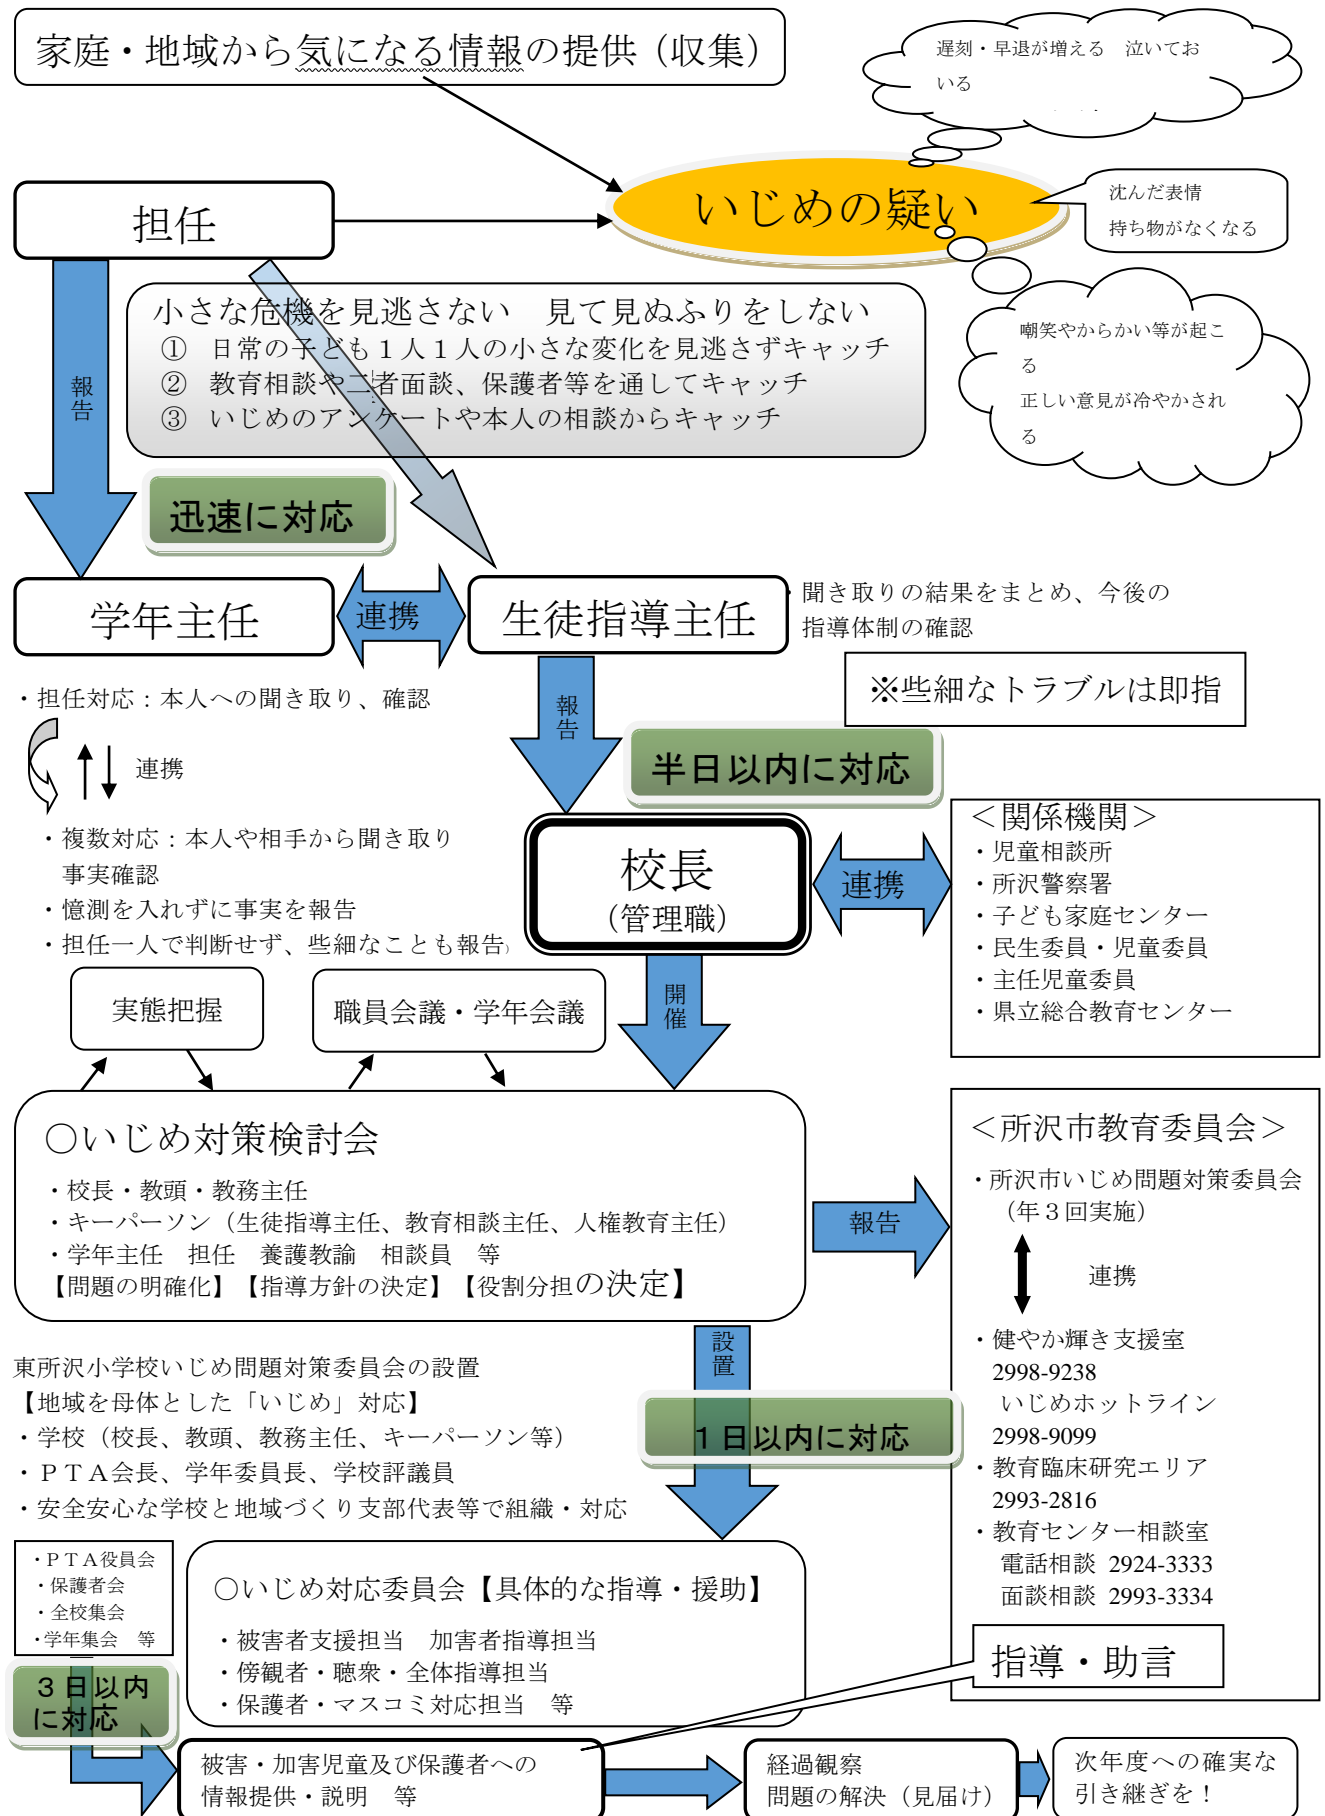 家庭・地域から気になる情報の提供（収集）
遅刻・早退が増える　泣いてお
いる
担任
いじめの疑い
沈んだ表情
持ち物がなくなる
小さな危機を見逃さない　見て見ぬふりをしない
①　日常の子ども１人１人の小さな変化を見逃さずキャッチ
②　教育相談や二者面談、保護者等を通してキャッチ
③　いじめのアンケートや本人の相談からキャッチ
嘲笑やからかい等が起こ
る
正しい意見が冷やかされ
る
報告
迅速に対応
学年主任
連携
生徒指導主任
・聞き取りの結果をまとめ、今後の
指導体制の確認
※些細なトラブルは即指
・担任対応：本人への聞き取り、確認
報告
連携
半日以内に対応
・複数対応：本人や相手から聞き取り
事実確認
・憶測を入れずに事実を報告
・担任一人で判断せず、些細なことも報告
校長
（管理職）
連携
＜関係機関＞
・児童相談所
・所沢警察署
・子ども家庭センター
・民生委員・児童委員
・主任児童委員
・県立総合教育センター
実態把握
職員会議・学年会議
開催
○いじめ対策検討会
・校長・教頭・教務主任
・キーパーソン（生徒指導主任、教育相談主任、人権教育主任）
・学年主任　担任　養護教諭　相談員　等
【問題の明確化】【指導方針の決定】【役割分担の決定】
報告
＜所沢市教育委員会＞
・所沢市いじめ問題対策委員会
（年３回実施）
連携
・健やか輝き支援室
2998-9238
いじめホットライン
2998-9099
・教育臨床研究エリア
2993-2816
・教育センター相談室
電話相談 2924-3333
面談相談 2993-3334
指導・助言
設置
東所沢小学校いじめ問題対策委員会の設置
【地域を母体とした「いじめ」対応】
・学校（校長、教頭、教務主任、キーパーソン等）
・ＰＴＡ会長、学年委員長、学校評議員
・安全安心な学校と地域づくり支部代表等で組織・対応
１日以内に対応
・ＰＴＡ役員会
・保護者会
・全校集会
・学年集会　等
○いじめ対応委員会【具体的な指導・援助】
・被害者支援担当　加害者指導担当
・傍観者・聴衆・全体指導担当
・保護者・マスコミ対応担当　等
３日以内
に対応
被害・加害児童及び保護者への
情報提供・説明　等
経過観察
問題の解決（見届け）
次年度への確実な
引き継ぎを！